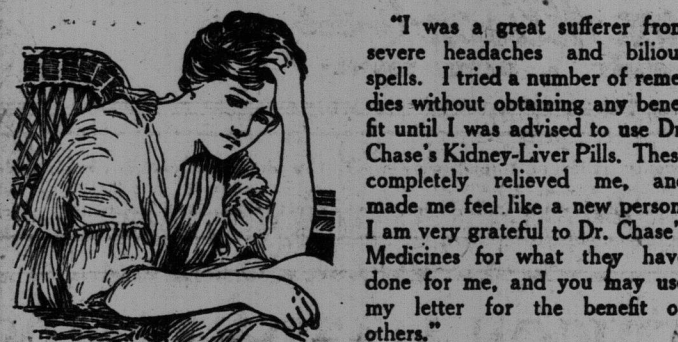 "I was a great sufferer from
severe headaches and biliou
spells. I tried a number of reme
dies without obtaining any bene
fit until I was advised to use Dr
Chase's Kidney-Liver Pills. Thes
completely relieved me, an
made me feel like a new person
I am very grateful to Dr. Chase'
Medicines for what they hav
done for me, and you may us
my letter for the benefit o
others."